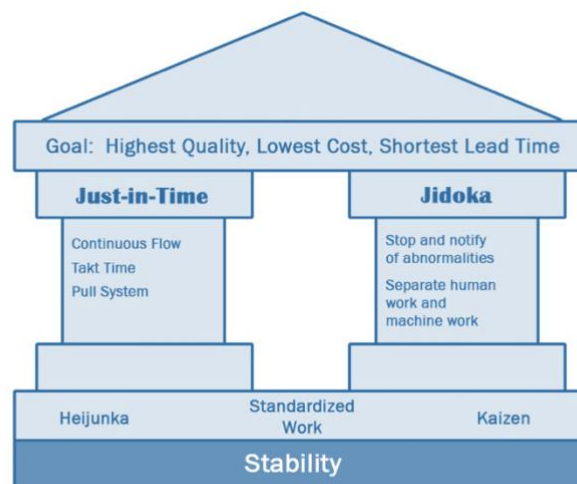 Goal: Highest Quality, Lowest Cost, Shortest Lead Time
Just-in-Time
Continuous Flow
Takt Time
Pull System
Jidoka
Stop and notify
of abnormalities
Separate human
work and
machine work
Heijunka
Standardized
Work
Kaizen
Stability